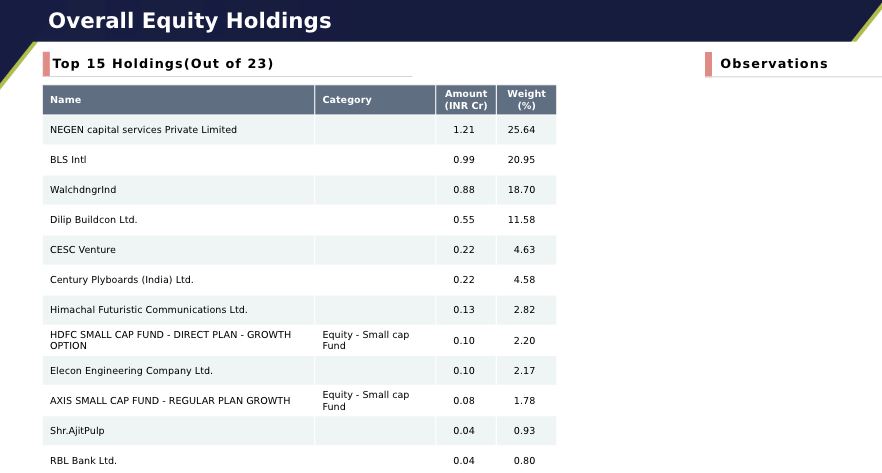 Overall Equity Holdings
Top 15 Holdings(Out of 23)
Observations
Name Category Amount (INR Cr) Weight (%)
NEGEN capital services Private Limited 1.21 25.64
BLS Intl 0.99 20.95
WalchdngrInd 0.88 18.70
Dilip Buildcon Ltd. 0.55 11.58
CESC Venture 0.22 4.63
Century Plyboards (India) Ltd. 0.22 4.58
Himachal Futuristic Communications Ltd. 0.13 2.82
HDFC SMALL CAP FUND - DIRECT PLAN - GROWTH OPTION Equity - Small cap Fund 0.10 2.20
Elecon Engineering Company Ltd. 0.10 2.17
AXIS SMALL CAP FUND - REGULAR PLAN GROWTH Equity - Small cap Fund 0.08 1.78
Shr.AjitPulp 0.04 0.93
RBL Bank Ltd. 0.04 0.80